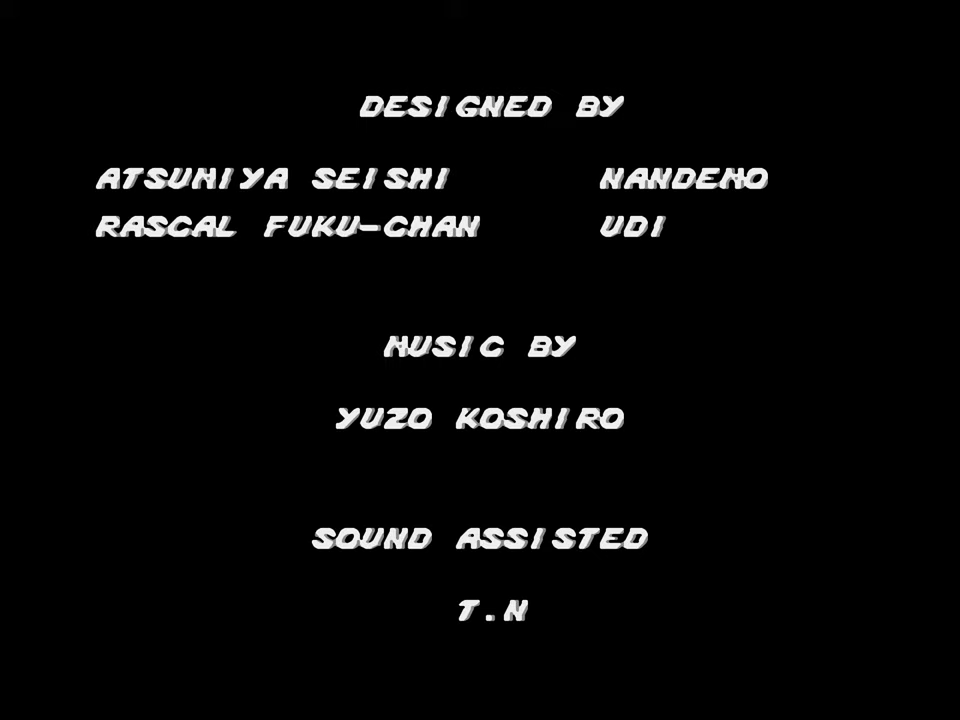 DESIGNED BY
ATSUMIYA SEISHI NANDEMO
RASCAL FUKU-CHAN UDI
MUSIC BY
YUZO KOSHIRO
SOUND ASSISTED
T.N